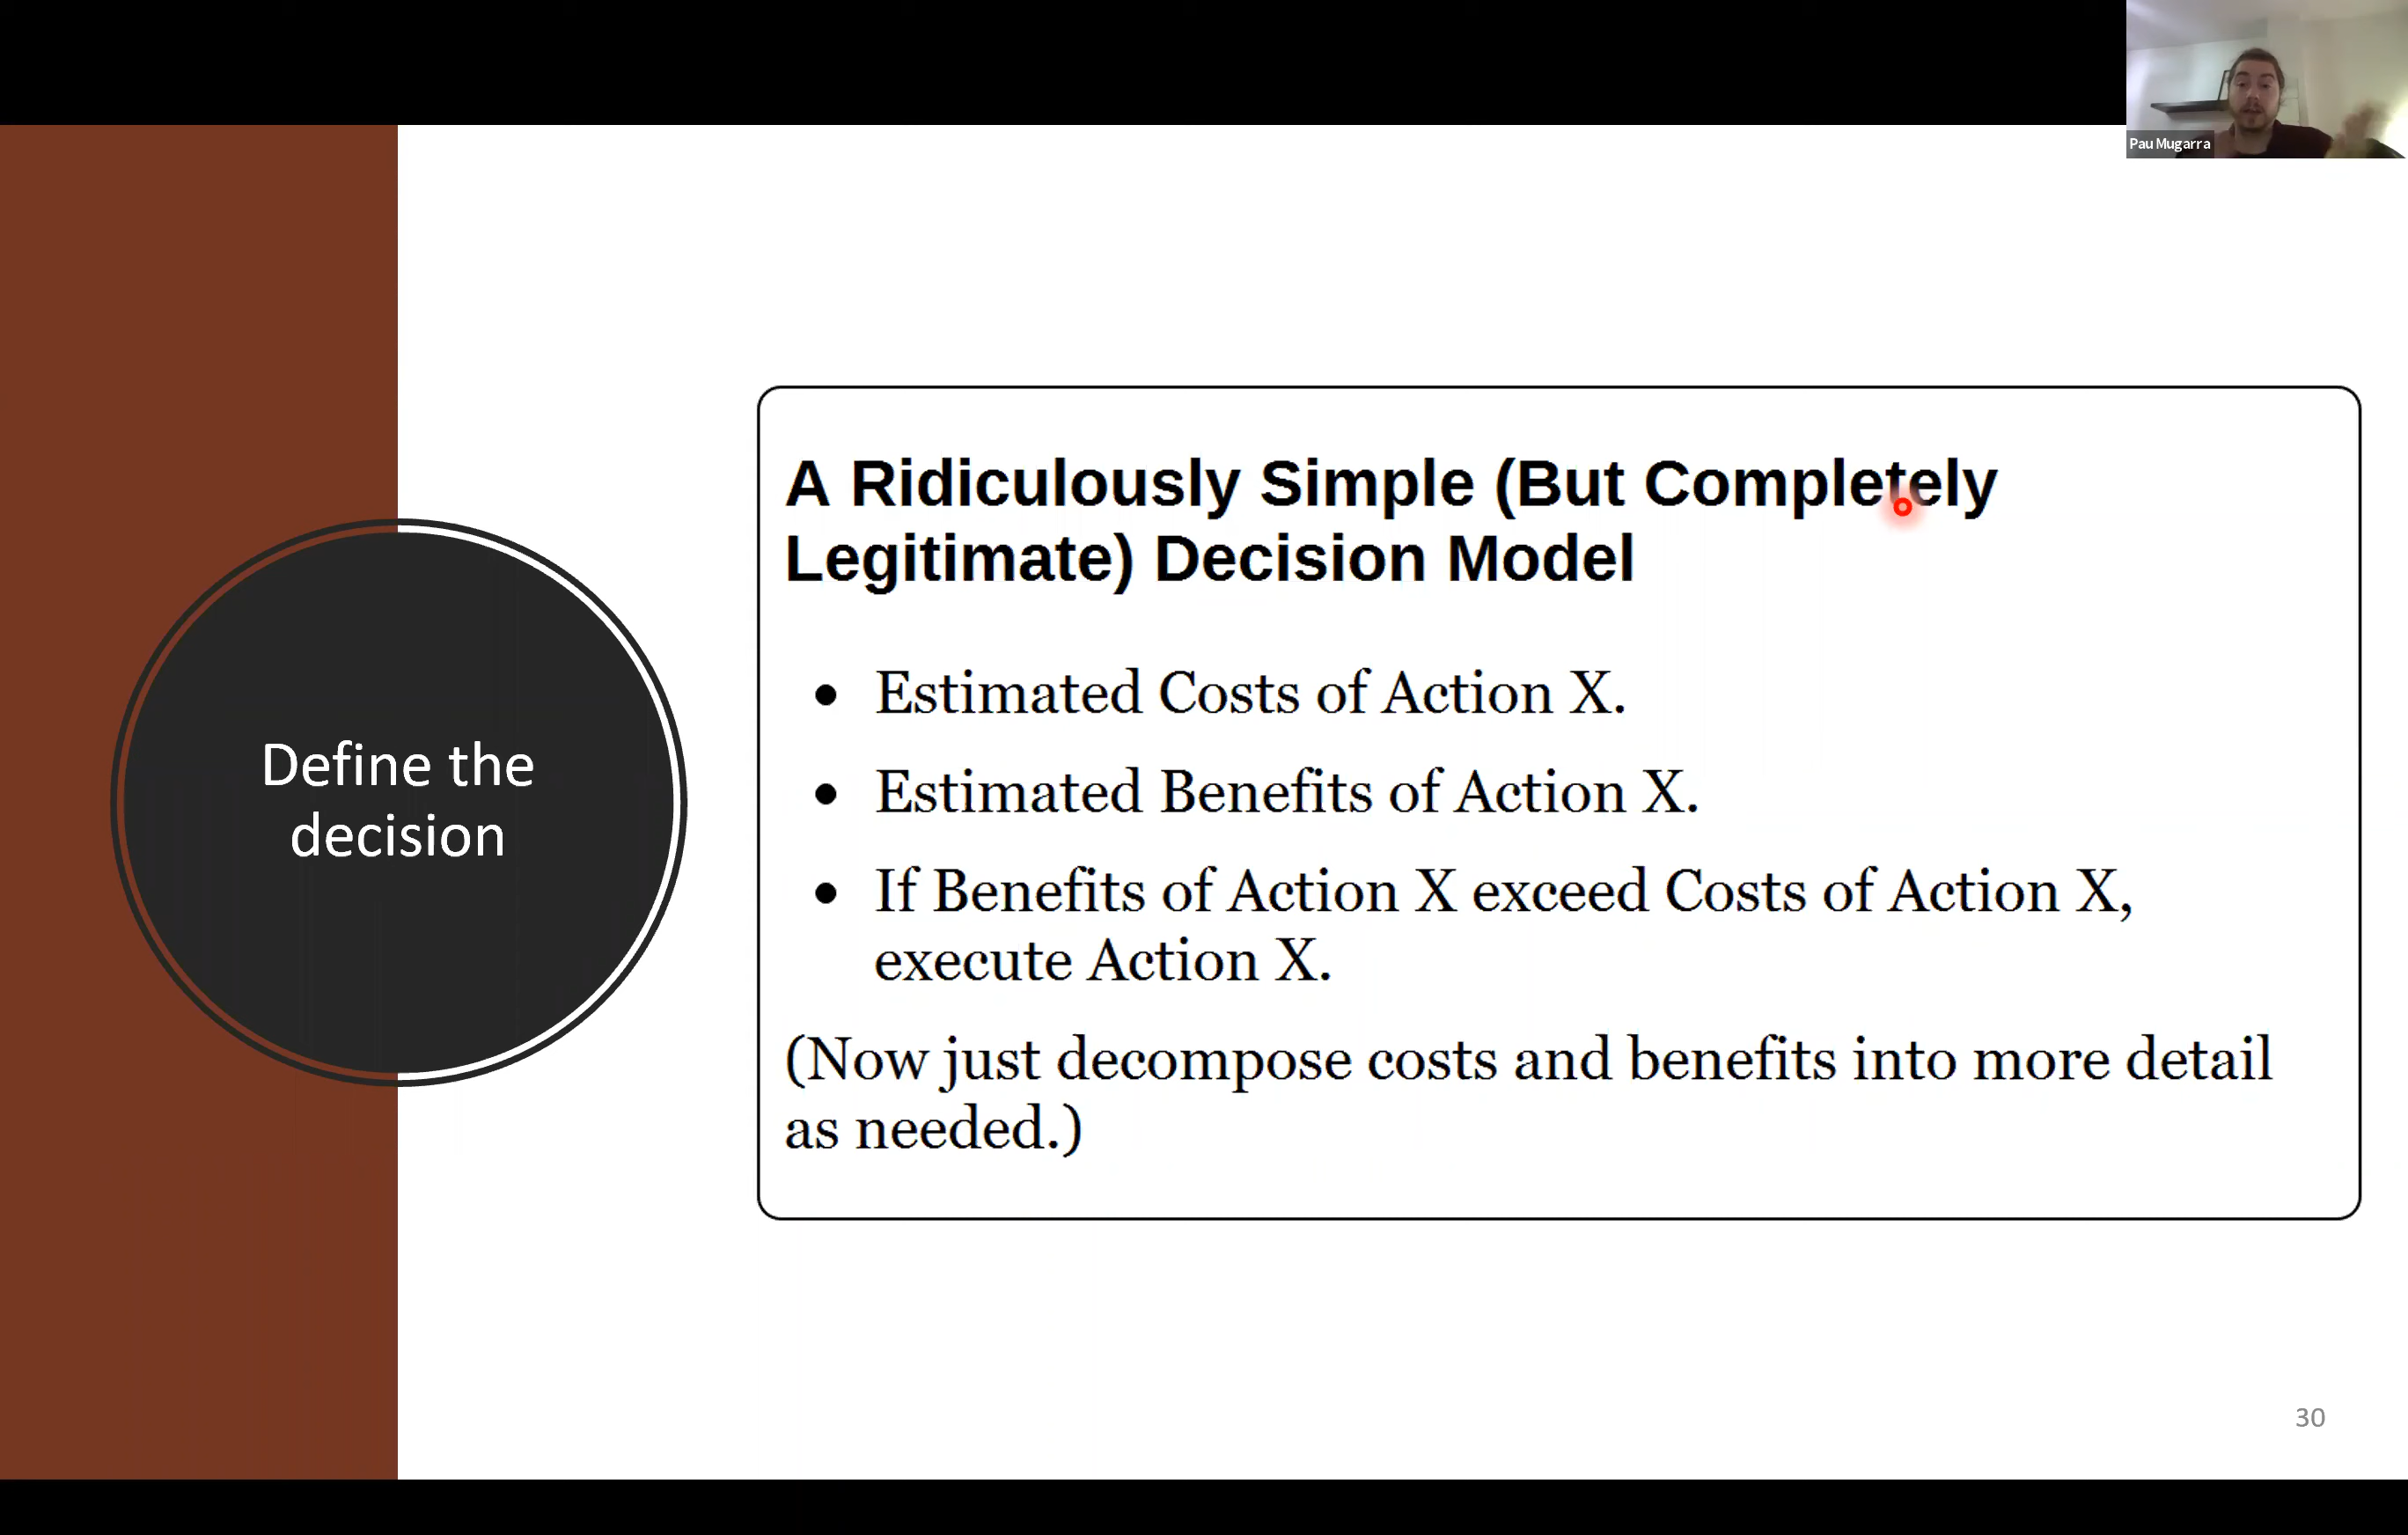 Pau Mugarra
Define the
decision
A Ridiculously Simple (But Completely
Legitimate) Decision Model
• Estimated Costs of Action X.
• Estimated Benefits of Action X.
• If Benefits of Action X exceed Costs of Action X,
execute Action X.
(Now just decompose costs and benefits into more detail
as needed.)
30